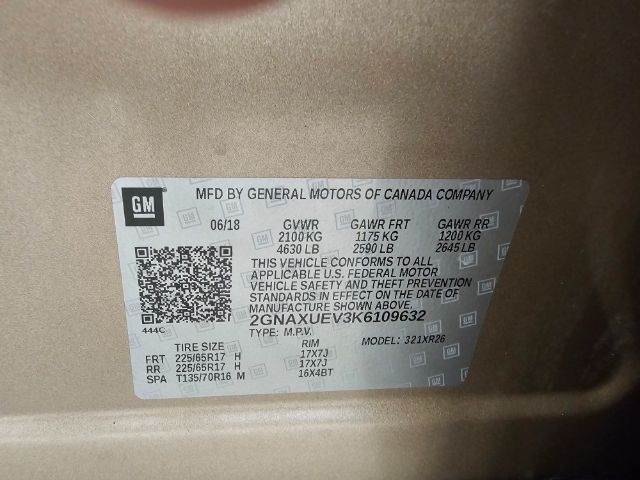 GM
MFD BY GENERAL MOTORS OF CANADA COMPANY
06/18 GVWR GAWR FRT GAWR RR
2100 KG 1175 KG 1200 KG
4630 LB 2590 LB 2645 LB
THIS VEHICLE CONFORMS TO ALL
APPLICABLE U.S. FEDERAL MOTOR
VEHICLE SAFETY AND THEFT PREVENTION
STANDARDS IN EFFECT ON THE DATE OF
MANUFACTURE SHOWN ABOVE.
2GNAXUEV3K6109632
444C TYPE: M.P.V. MODEL: 321XR26
TIRE SIZE RIM
FRT 225/65R17 H 17X7J
RR 225/65R17 H 17X7J
SPA T135/70R16 M 16X4BT